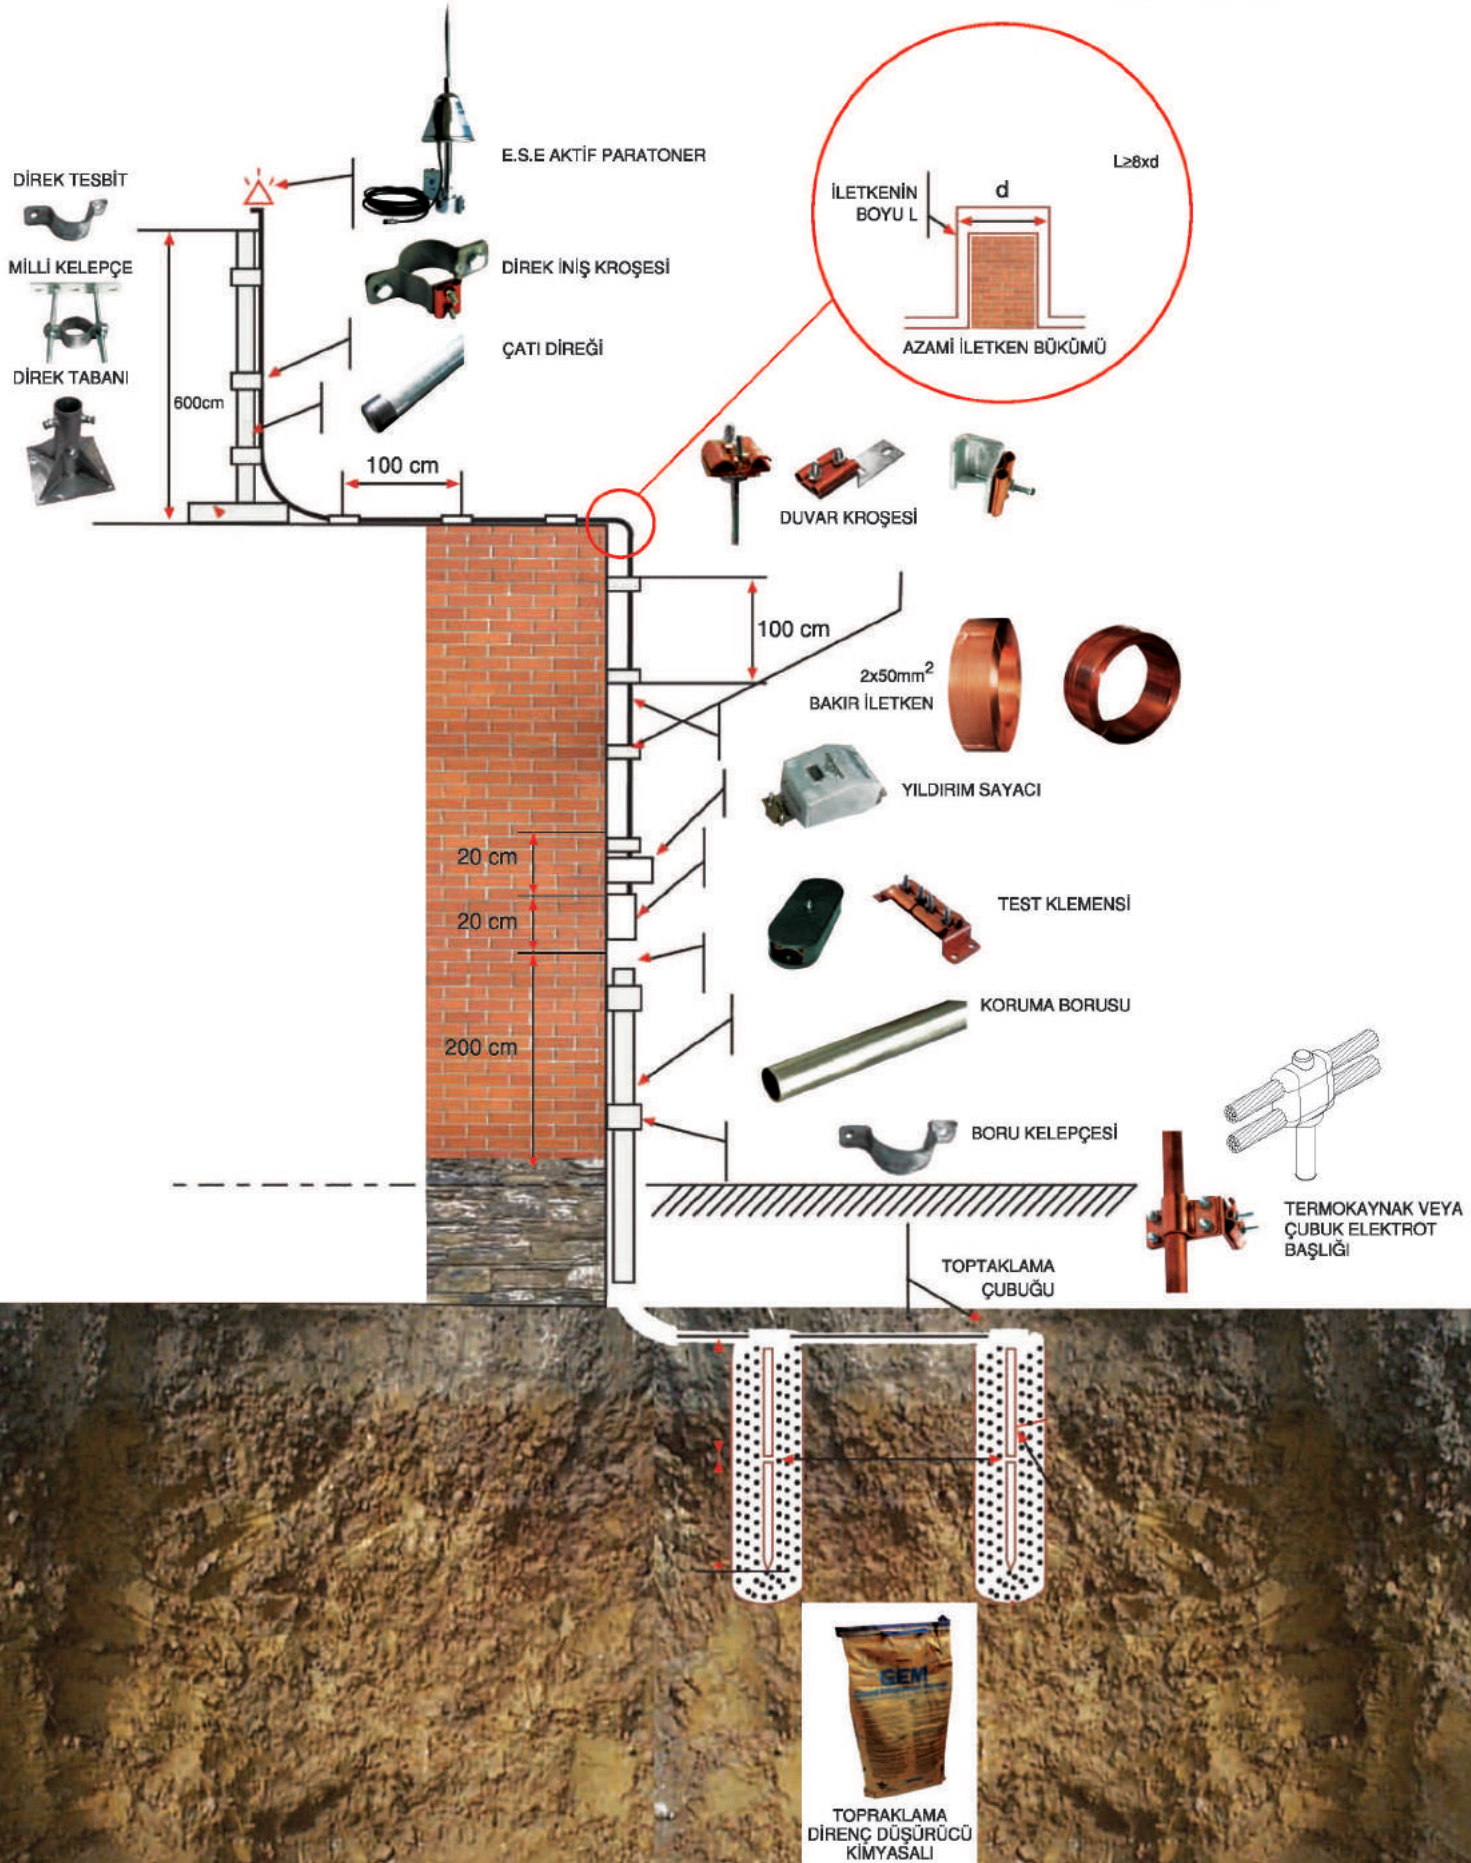 E.S.E AKTİF PARATONER
DİREK TESBİT
MİLLİ KELEPÇE
DİREK TABANI
600cm
DİREK İNİŞ KROŞESİ
ÇATI DİREĞİ
100 cm
L≥8xd
İLETKENİN
BOYU L
d
AZAMİ İLETKEN BÜKÜMÜ
DUVAR KROŞESİ
100 cm
2x50mm²
BAKIR İLETKEN
YILDIRIM SAYACI
20 cm
20 cm
TEST KLEMENSİ
200 cm
KORUMA BORUSU
BORU KELEPÇESİ
TERMOKAYNAK VEYA
ÇUBUK ELEKTROT
BAŞLIĞI
TOPTAKLAMA
ÇUBUĞU
GEM
TOPRAKLAMA
DİRENÇ DÜŞÜRÜCÜ
KİMYASALI